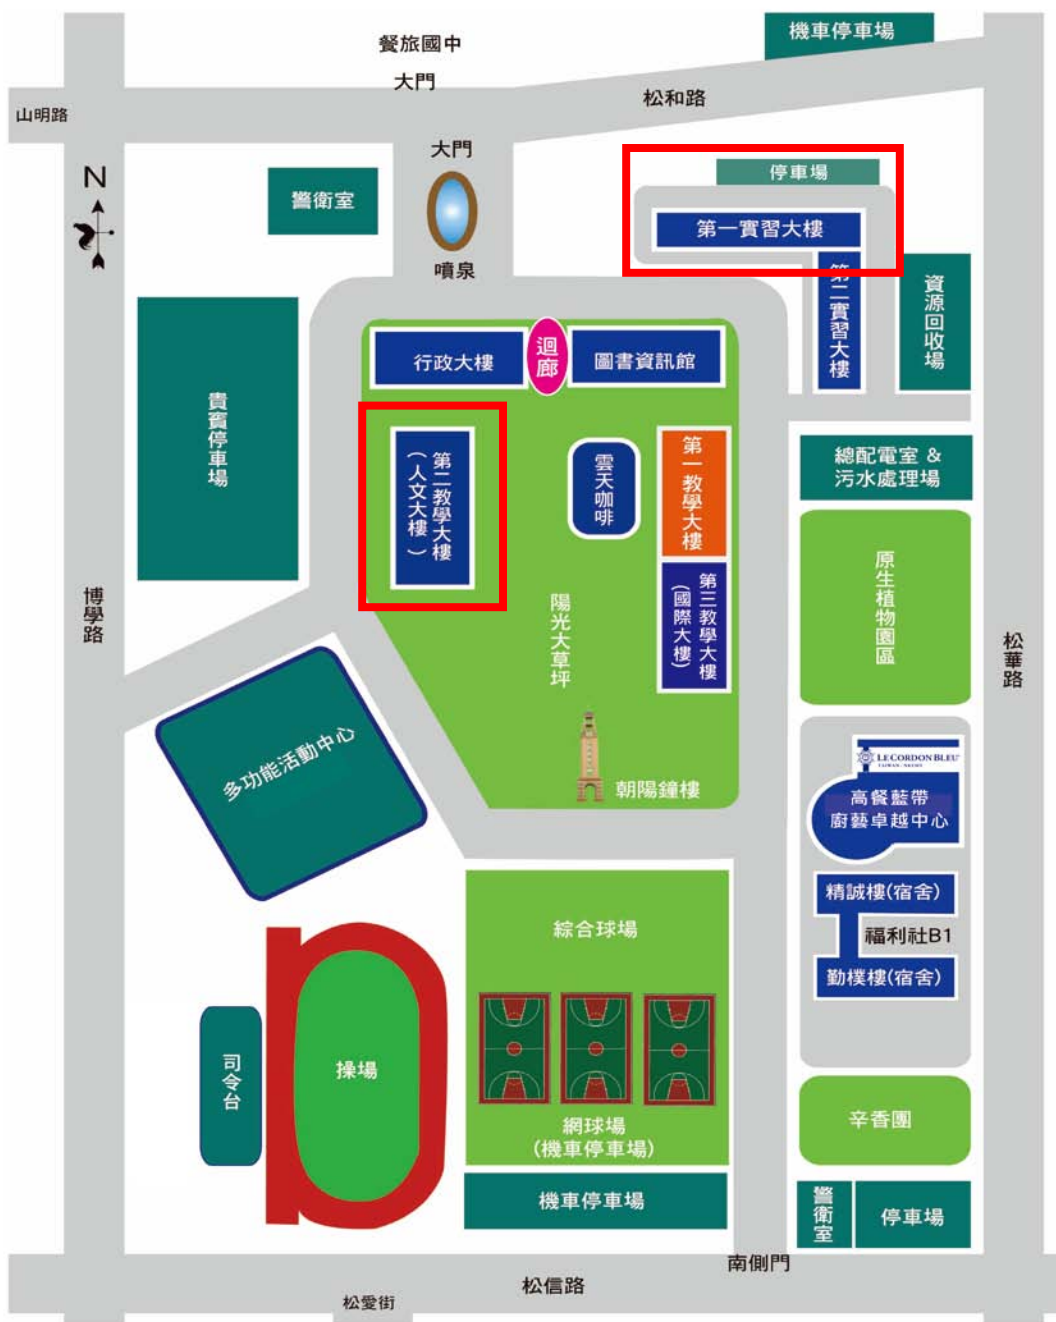 機車停車場
餐旅國中
大門
松和路
山明路
大門
N
警衛室
噴泉
停車場
第一實習大樓
第二實習大樓
資源回收場
行政大樓
迴廊
圖書資訊館
貴賓停車場
第二教學大樓
(人文大樓)
雲天咖啡
第一教學大樓
總配電室 &
污水處理場
第三教學大樓
(國際大樓)
原生植物園區
陽光大草坪
博學路
松華路
多功能活動中心
朝陽鐘樓
LE CORDON BLEU
高餐藍帶
廚藝卓越中心
精誠樓(宿舍)
福利社B1
勤樸樓(宿舍)
綜合球場
司令台
操場
網球場
(機車停車場)
辛香園
機車停車場
警衛室
停車場
南側門
松信路
松愛街